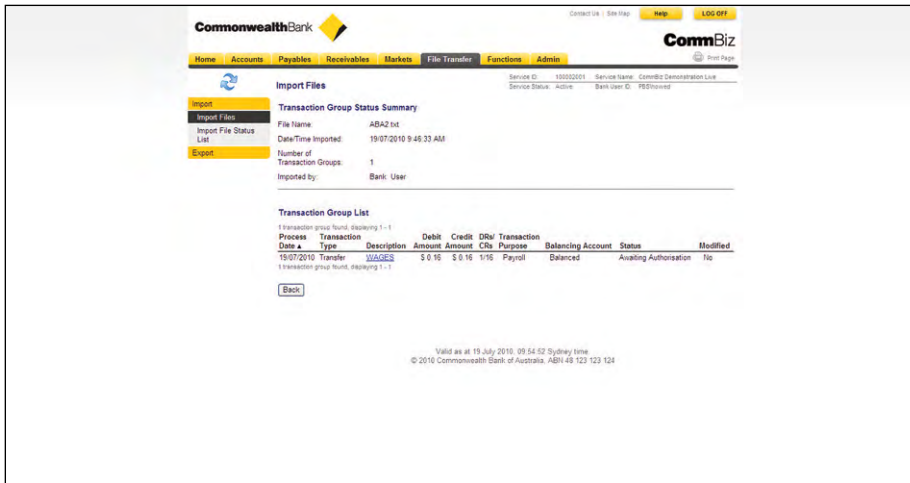 Contact Us | Site Map Help LOG OFF
CommonwealthBank
CommBiz
Home Accounts Payables Receivables Markets File Transfer Functions Admin
Print Page
Service ID: 100002001 Service Name: CommBiz Demonstration Live
Service Status: Active Bank User ID:
Import
Import Files
Import File Status
List
Export
Import Files
Transaction Group Status Summary
File Name: ABA2.txt
Date/Time Imported: 19/07/2010 9:46:33 AM
Number of
Transaction Groups: 1
Imported by: Bank User
Transaction Group List
1 transaction group found, displaying 1 - 1
Process Transaction Debit Credit DRs/ Transaction
Date ▲ Type Description Amount Amount CRs Purpose Balancing Account Status Modified
19/07/2010 Transfer WAGES $ 0.16 $ 0.16 1/16 Payroll Balanced Awaiting Authorisation No
1 transaction group found, displaying 1 - 1
Back
Valid as at 19 July 2010, 09:54:52 Sydney time
© 2010 Commonwealth Bank of Australia, ABN 48 123 123 124